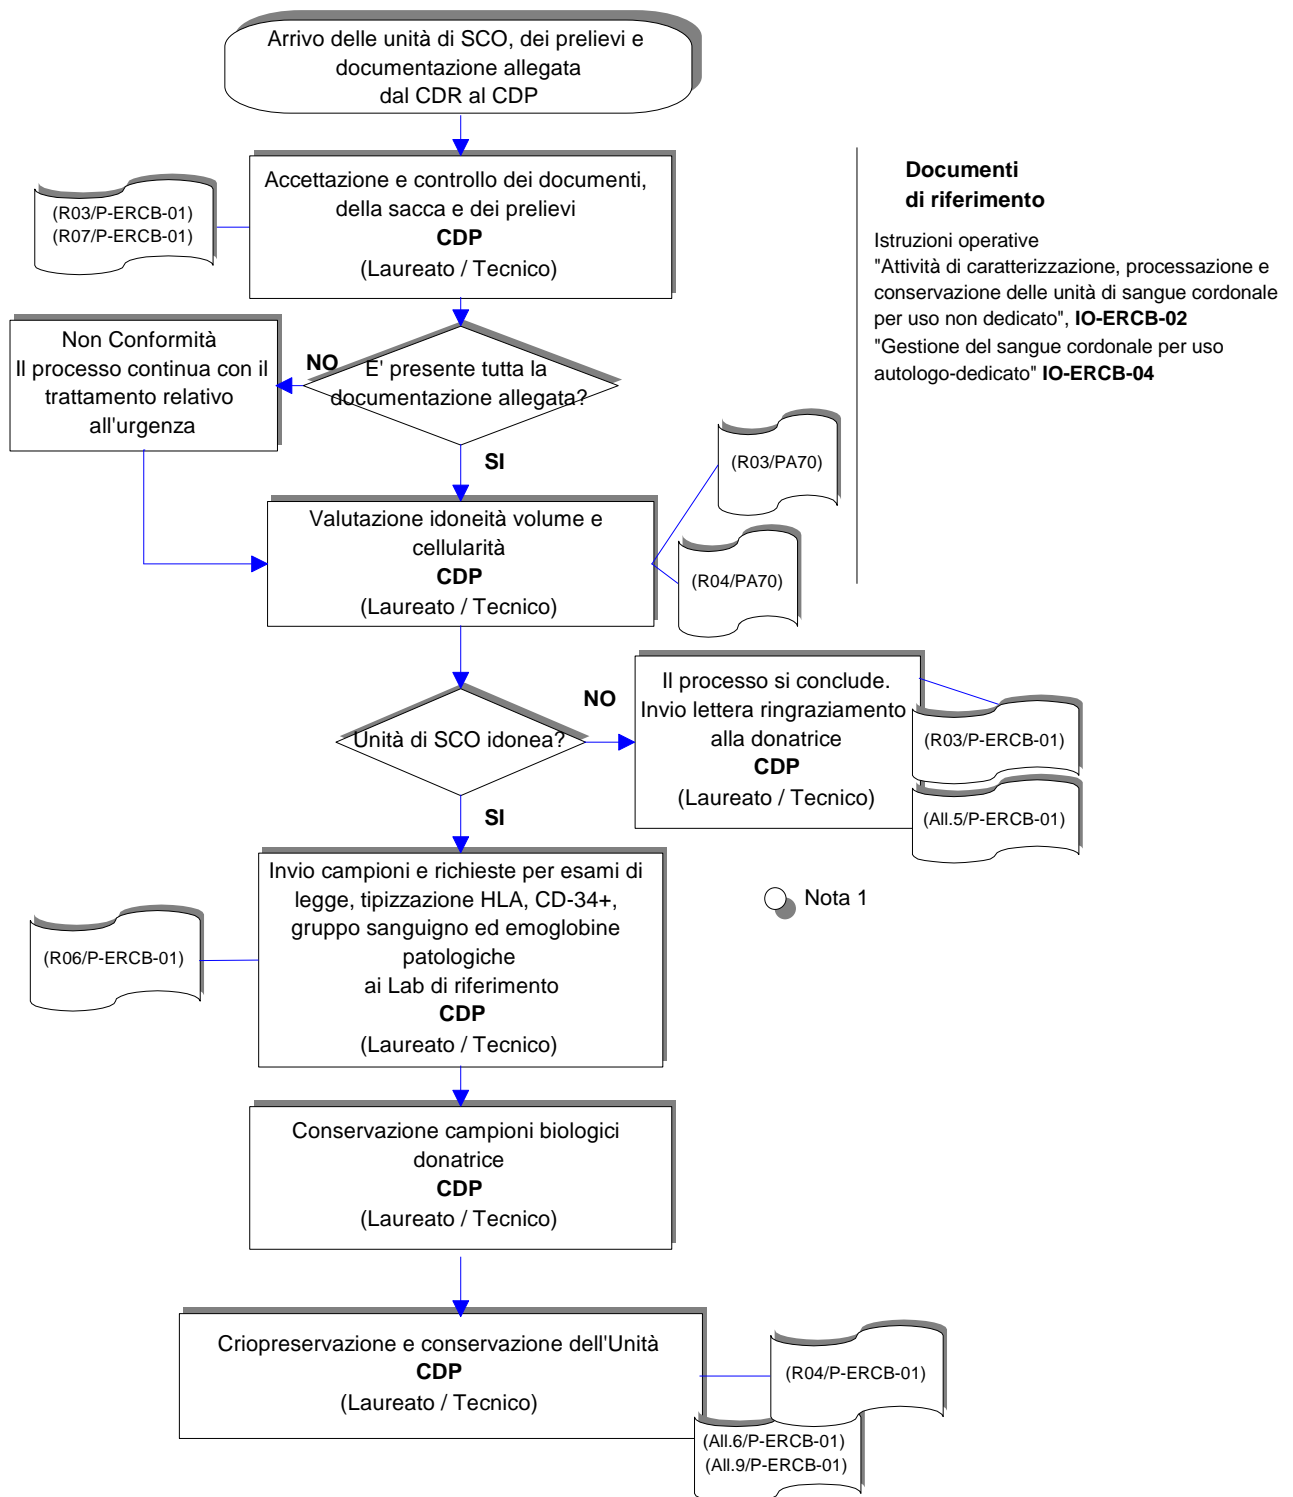 Arrivo delle unità di SCO, dei prelievi e
documentazione allegata
dal CDR al CDP
Accettazione e controllo dei documenti,
della sacca e dei prelievi
CDP
(Laureato / Tecnico)
(R03/P-ERCB-01)
(R07/P-ERCB-01)
Documenti
di riferimento
Istruzioni operative
"Attività di caratterizzazione, processazione e
conservazione delle unità di sangue cordonale
per uso non dedicato", IO-ERCB-02
"Gestione del sangue cordonale per uso
autologo-dedicato" IO-ERCB-04
E' presente tutta la
documentazione allegata?
NO
Non Conformità
Il processo continua con il
trattamento relativo
all'urgenza
SI
Valutazione idoneità volume e
cellularità
CDP
(Laureato / Tecnico)
(R03/PA70)
(R04/PA70)
Unità di SCO idonea?
NO
Il processo si conclude.
Invio lettera ringraziamento
alla donatrice
CDP
(Laureato / Tecnico)
(R03/P-ERCB-01)
(All.5/P-ERCB-01)
SI
Invio campioni e richieste per esami di
legge, tipizzazione HLA, CD-34+,
gruppo sanguigno ed emoglobine
patologiche
ai Lab di riferimento
CDP
(Laureato / Tecnico)
(R06/P-ERCB-01)
Nota 1
Conservazione campioni biologici
donatrice
CDP
(Laureato / Tecnico)
Criopreservazione e conservazione dell'Unità
CDP
(Laureato / Tecnico)
(R04/P-ERCB-01)
(All.6/P-ERCB-01)
(All.9/P-ERCB-01)